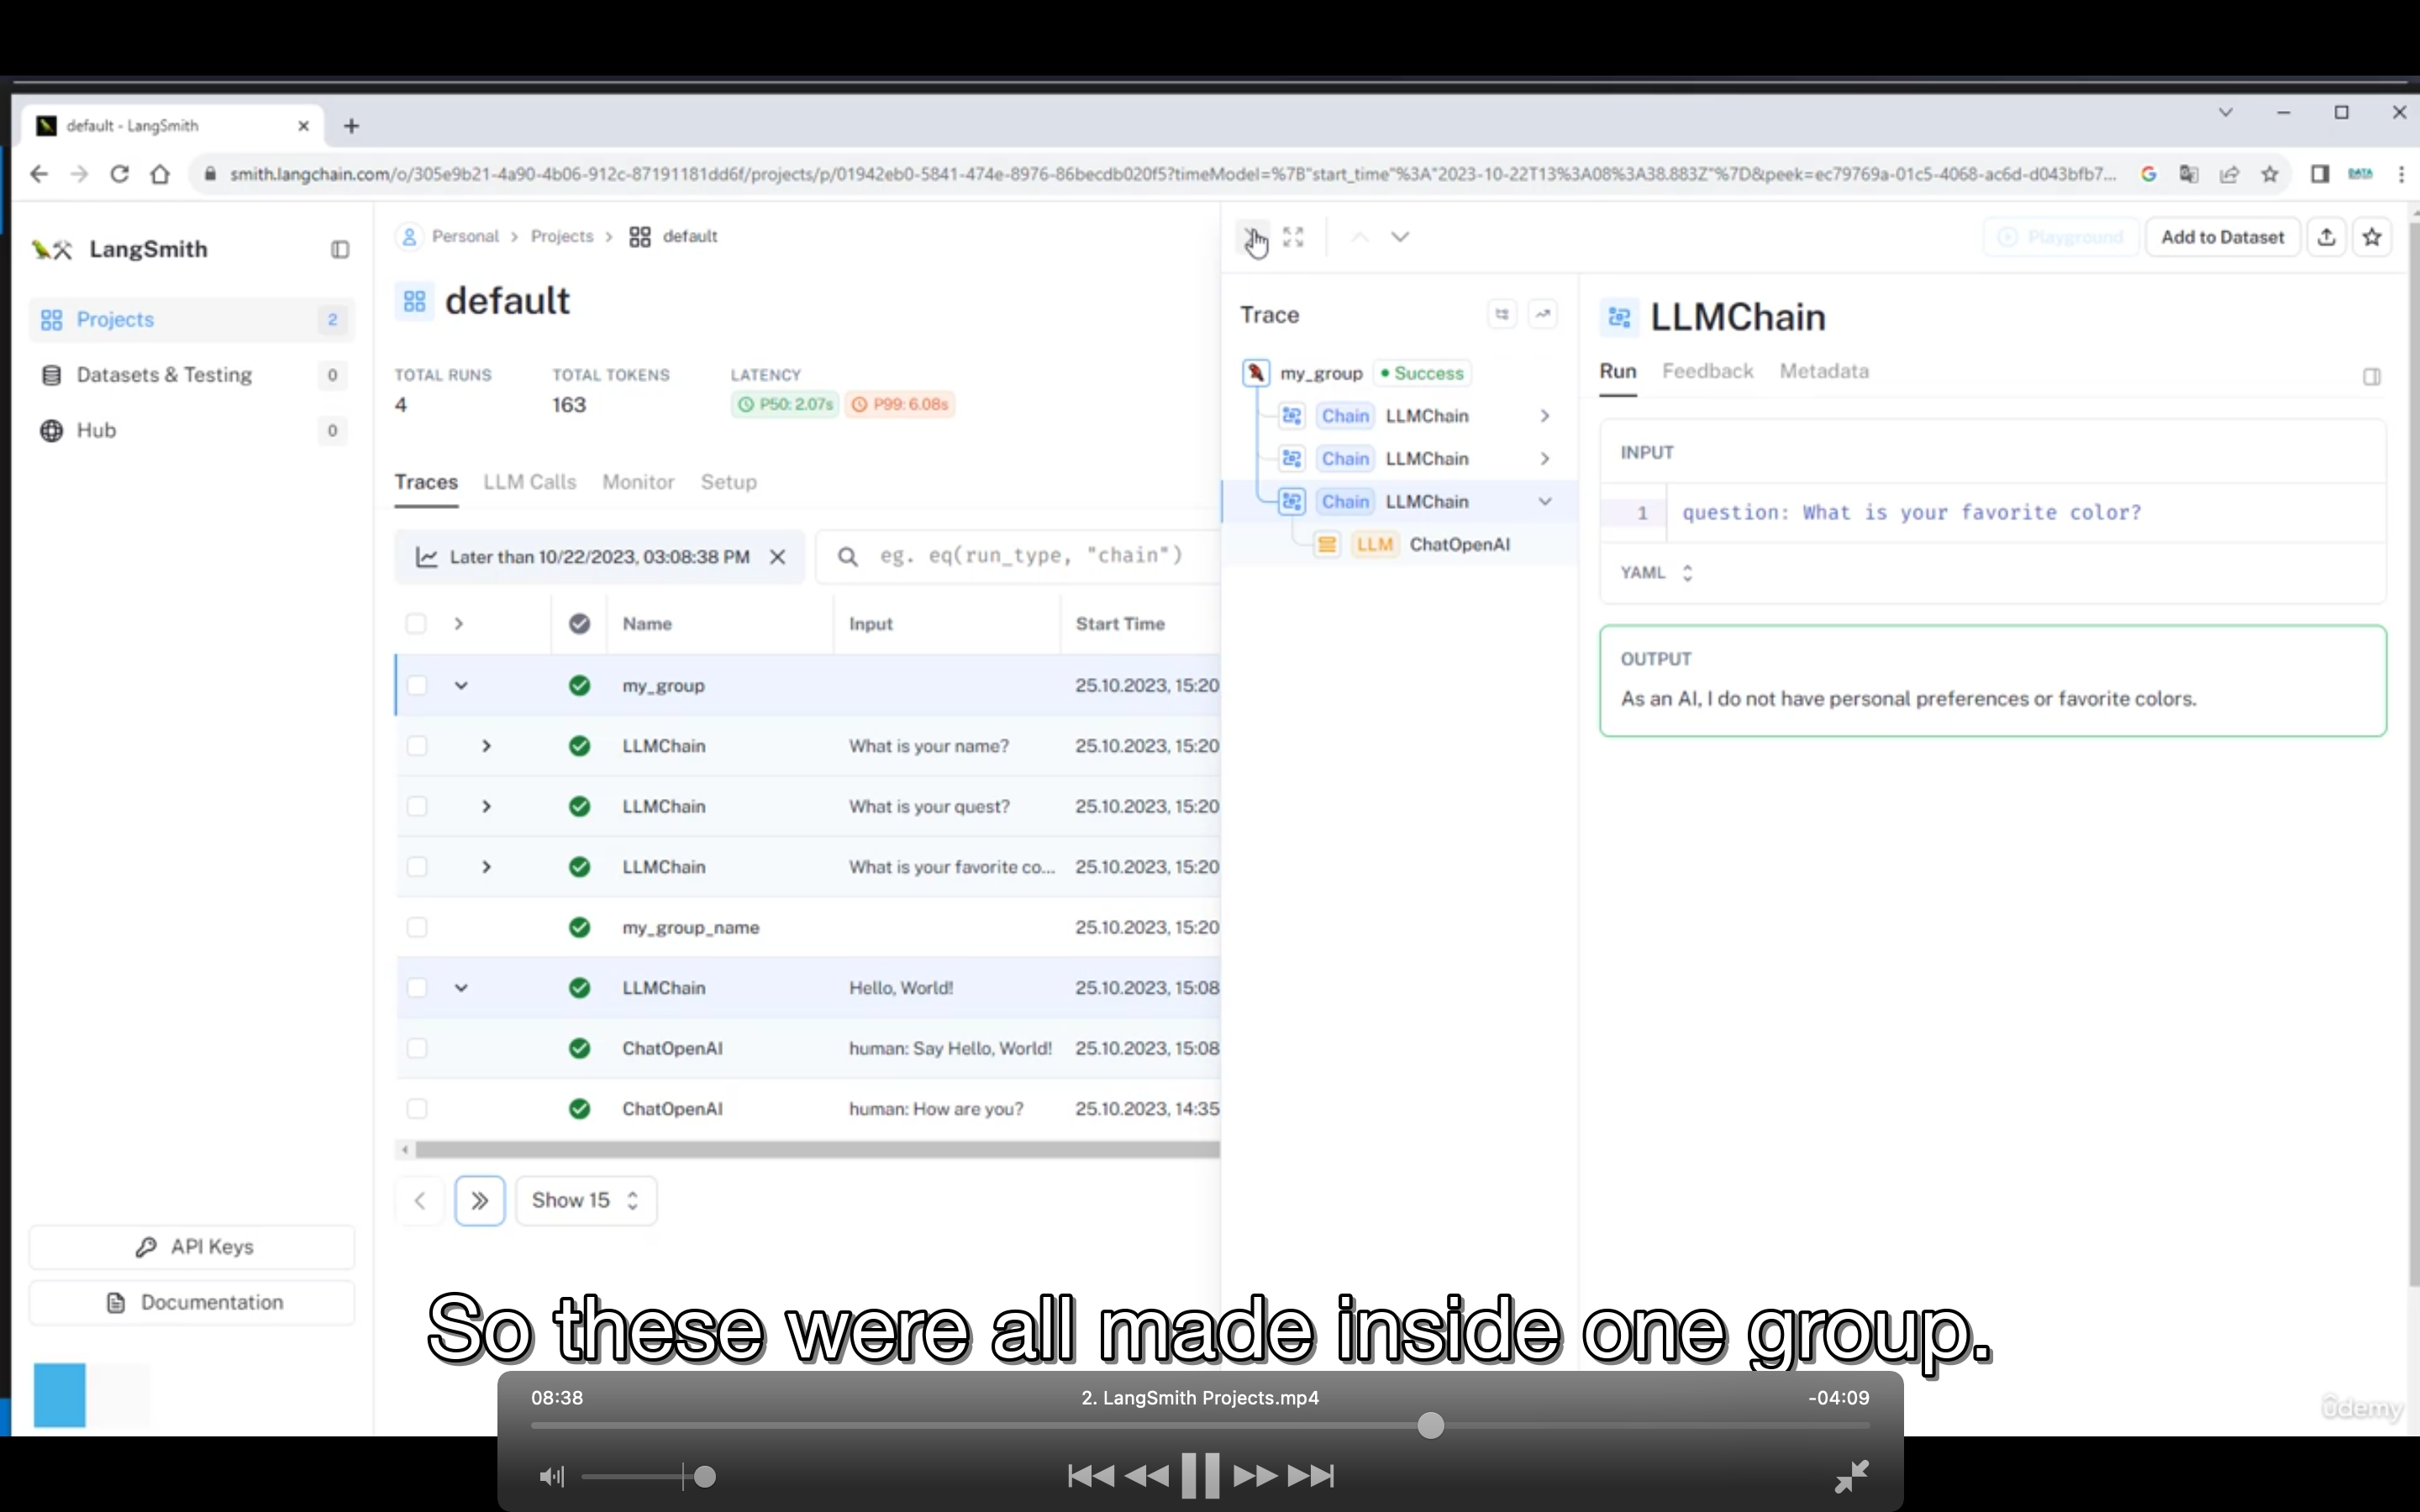 default - LangSmith
smith.langchain.com/o/305e9b21-4a90-4b06-912c-87191181dd6f/projects/p/01942eb0-5841-474e-8976-86becdb020f5?timeModel=%7B"start_time"%3A"2023-10-22T13%3A08%3A38.883Z"%7D&peek=ec79769a-01c5-4068-ac6d-d043bfb7...
LangSmith
Projects 2
Datasets & Testing 0
Hub 0
API Keys
Documentation
Personal > Projects > default
default
TOTAL RUNS TOTAL TOKENS LATENCY
4 163 P50: 2.07s P99: 6.08s
Traces LLM Calls Monitor Setup
Later than 10/22/2023, 03:08:38 PM
eg. eq(run_type, "chain")
Name Input Start Time
my_group 25.10.2023, 15:20
LLMChain What is your name? 25.10.2023, 15:20
LLMChain What is your quest? 25.10.2023, 15:20
LLMChain What is your favorite co... 25.10.2023, 15:20
my_group_name 25.10.2023, 15:20
LLMChain Hello, World! 25.10.2023, 15:08
ChatOpenAI human: Say Hello, World! 25.10.2023, 15:08
ChatOpenAI human: How are you? 25.10.2023, 14:35
Show 15
Playground Add to Dataset
Trace
my_group Success
Chain LLMChain
Chain LLMChain
Chain LLMChain
LLM ChatOpenAI
LLMChain
Run Feedback Metadata
INPUT
1 question: What is your favorite color?
YAML
OUTPUT
As an AI, I do not have personal preferences or favorite colors.
So these were all made inside one group.
08:38 2. LangSmith Projects.mp4 -04:09
ûdemy